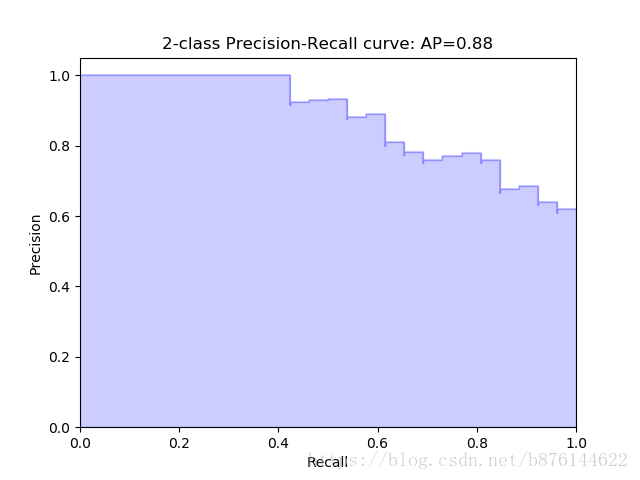 2-class Precision-Recall curve: AP=0.88
1.0
0.8
0.6
0.4
0.2
0.0
Precision
0.0 0.2 0.4 0.6 0.8 1.0
Recall
https://blog.csdn.net/b876144622